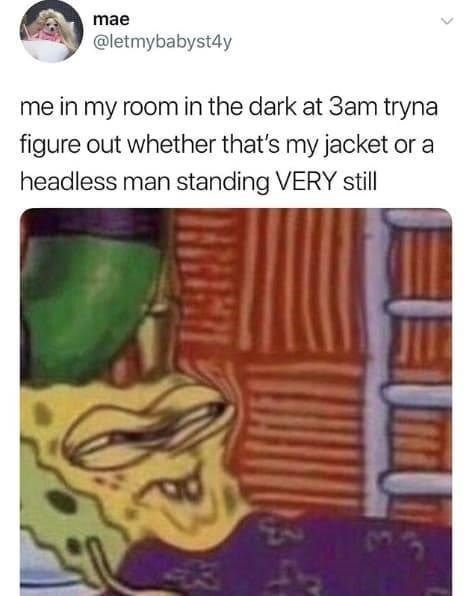 mae
@letmybabyst4y
me in my room in the dark at 3am tryna
figure out whether that's my jacket or a
headless man standing VERY still